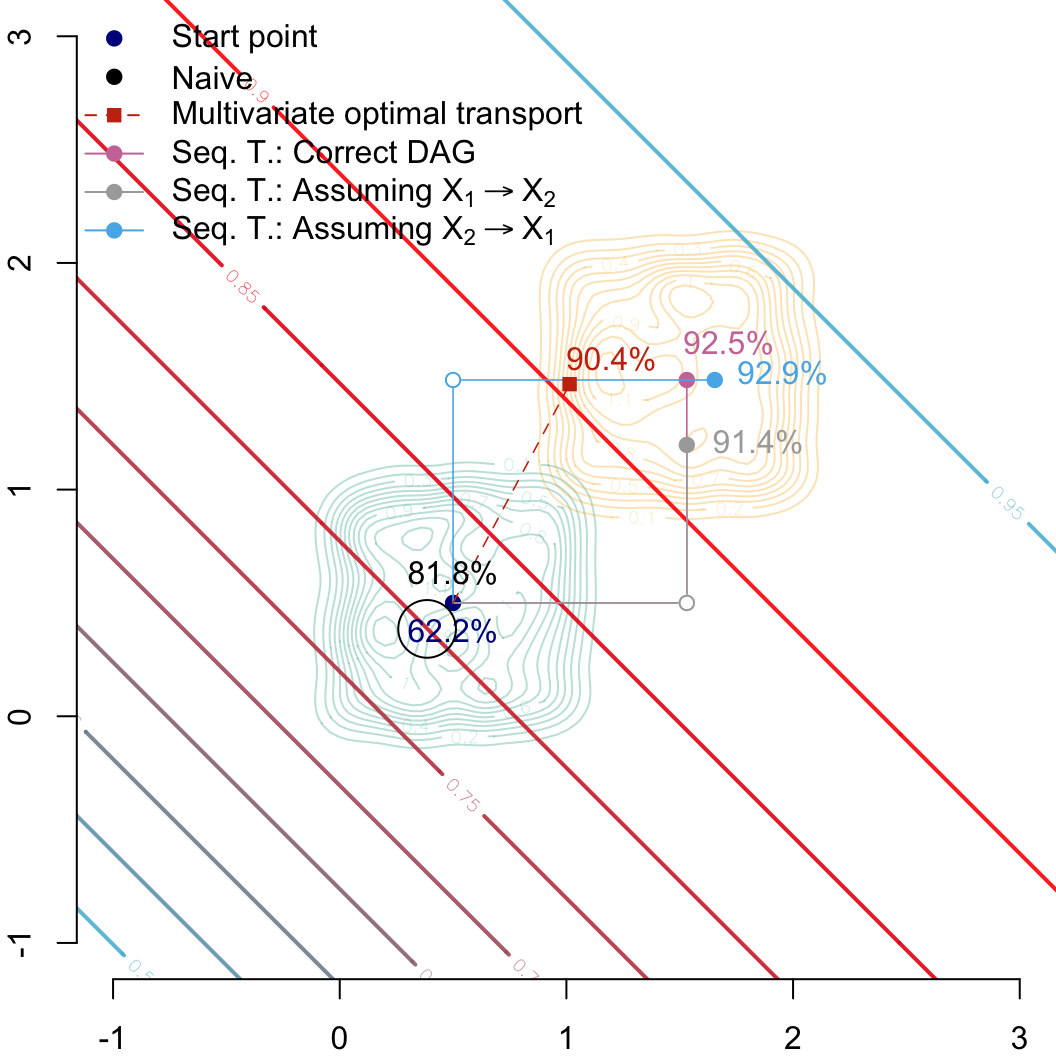 3
Start point
Naive
0.9
Multivariate optimal transport
Seq. T.: Correct DAG
Seq. T.: Assuming X₁ → X₂
Seq. T.: Assuming X₂ → X₁
2
0.85
92.5%
90.4%
92.9%
91.4%
1
0.95
81.8%
62.2%
0
0.75
-1
-1 0 1 2 3